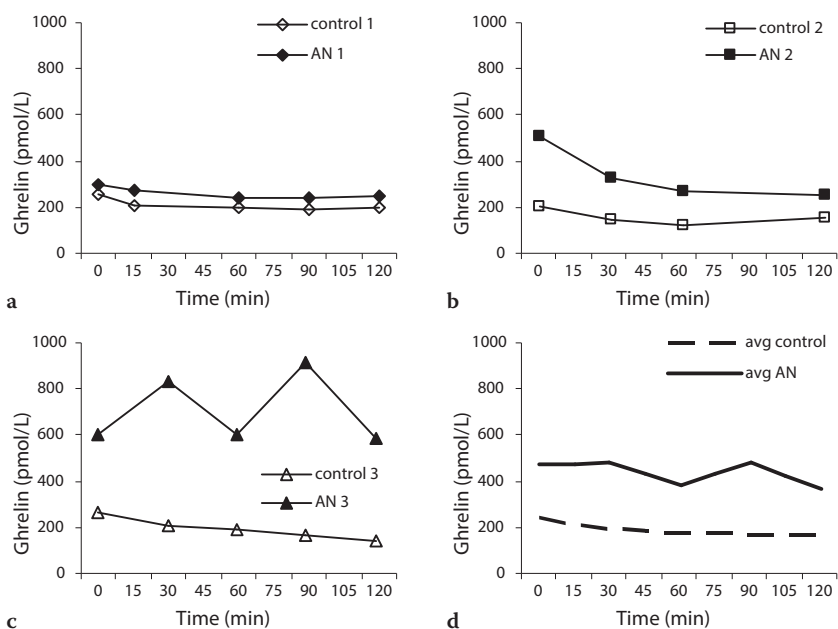 1000
800
600
400
200
0
Ghrelin (pmol/L)
control 1
AN 1
0 15 30 45 60 75 90 105 120
Time (min)
a
1000
800
600
400
200
0
Ghrelin (pmol/L)
control 2
AN 2
0 15 30 45 60 75 90 105 120
Time (min)
b
1000
800
600
400
200
0
Ghrelin (pmol/L)
control 3
AN 3
0 15 30 45 60 75 90 105 120
Time (min)
c
1000
800
600
400
200
0
Ghrelin (pmol/L)
avg control
avg AN
0 15 30 45 60 75 90 105 120
Time (min)
d